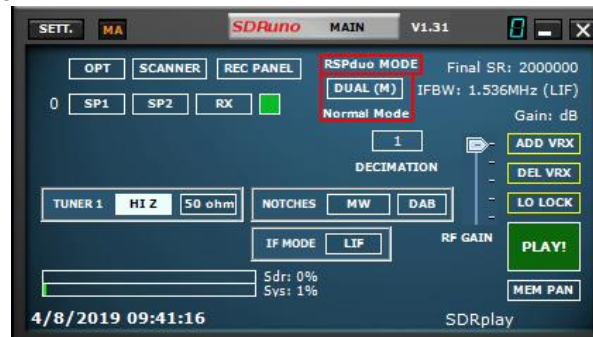 SETT. MA SDRuno MAIN V1.31 8
OPT SCANNER REC PANEL RSPduo MODE Final SR: 2000000
0 SP1 SP2 RX DUAL (M) IFBW: 1.536MHz (LIF)
Normal Mode Gain: dB
1 ADD VRX
DECIMATION DEL VRX
TUNER 1 HI Z 50 ohm NOTCHES MW DAB LO LOCK
IF MODE LIF RF GAIN PLAY!
Sdr: 0%
Sys: 1% MEM PAN
4/8/2019 09:41:16 SDRplay